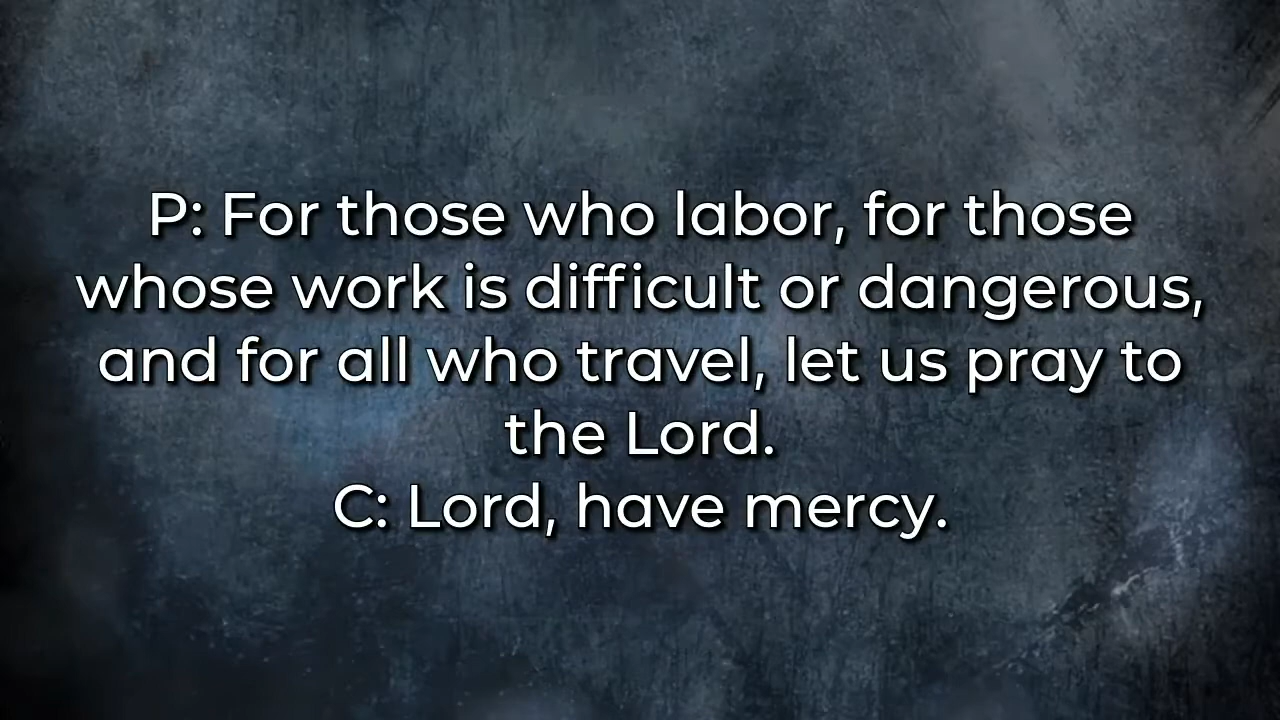 P: For those who labor, for those
whose work is difficult or dangerous,
and for all who travel, let us pray to
the Lord.
C: Lord, have mercy.